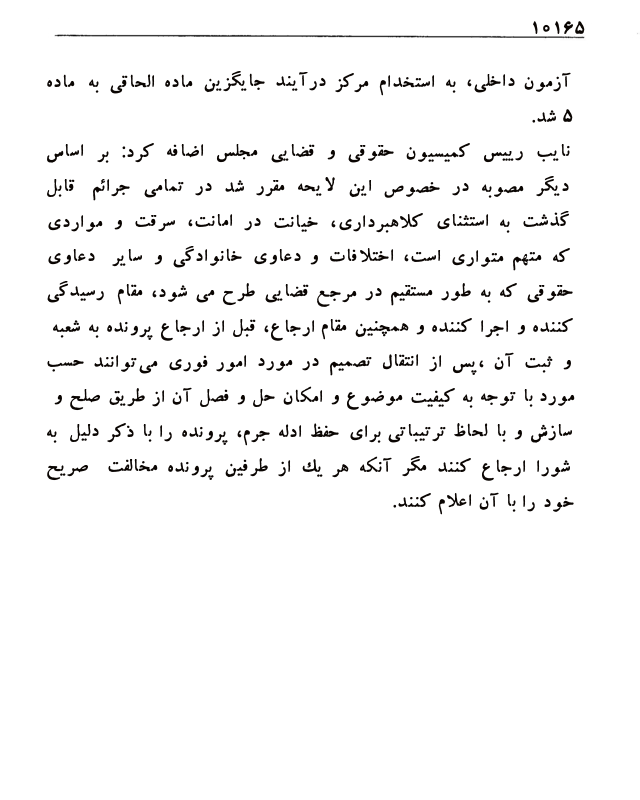 ۱۰۱۶۵
آزمون داخلی، به استخدام مرکز درآیند جایگزین ماده الحاقی به ماده
۵ شد.
نایب رییس کمیسیون حقوقی و قضایی مجلس اضافه کرد: بر اساس
دیگر مصوبه در خصوص این لایحه مقرر شد در تمامی جرائم قابل
گذشت به استثنای کلاهبرداری، خیانت در امانت، سرقت و مواردی
که متهم متواری است، اختلافات و دعاوی خانوادگی و سایر دعاوی
حقوقی که به طور مستقیم در مرجع قضایی طرح می شود، مقام رسیدگی
کننده و اجرا کننده و همچنین مقام ارجاع، قبل از ارجاع پرونده به شعبه
و ثبت آن ،پس از انتقال تصمیم در مورد امور فوری می‌توانند حسب
مورد با توجه به کیفیت موضوع و امکان حل و فصل آن از طریق صلح و
سازش و با لحاظ ترتیباتی برای حفظ ادله جرم، پرونده را با ذکر دلیل به
شورا ارجاع کنند مگر آنکه هر یك از طرفین پرونده مخالفت صریح
خود را با آن اعلام کنند.